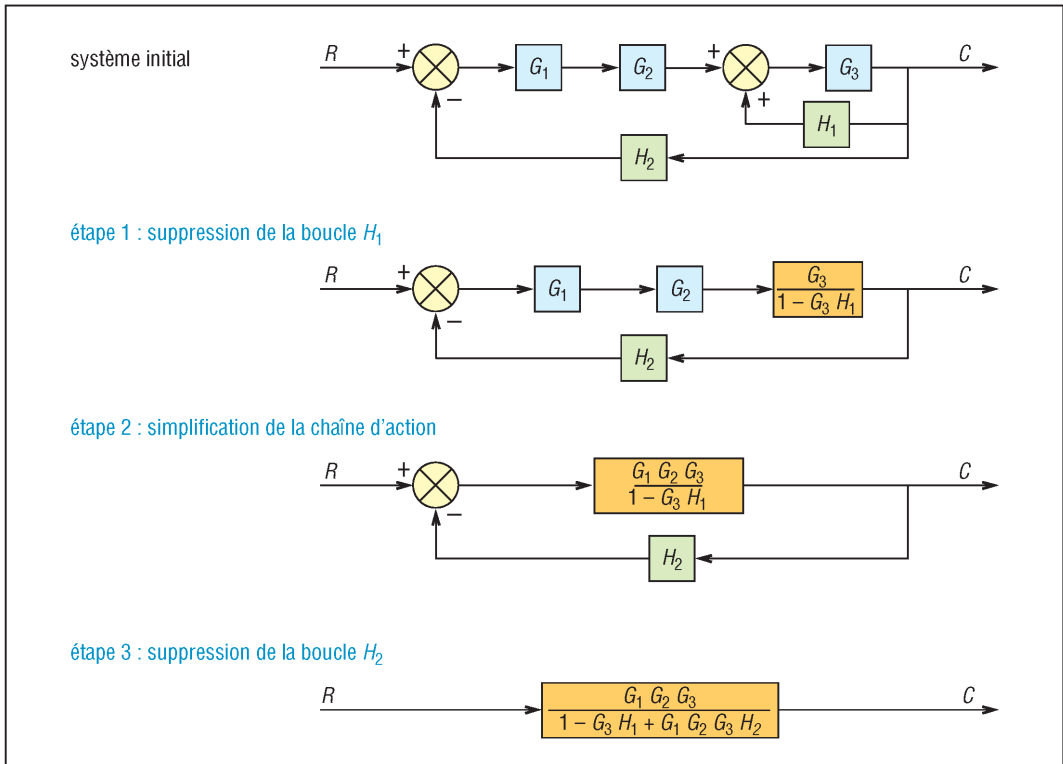 système initial
R + − G₁ G₂ + + G₃ C
H₁
H₂
étape 1 : suppression de la boucle H₁
R + − G₁ G₂ G₃ C
1 − G₃ H₁
H₂
étape 2 : simplification de la chaîne d'action
R + − G₁ G₂ G₃ C
1 − G₃ H₁
H₂
étape 3 : suppression de la boucle H₂
R G₁ G₂ G₃ C
1 − G₃ H₁ + G₁ G₂ G₃ H₂